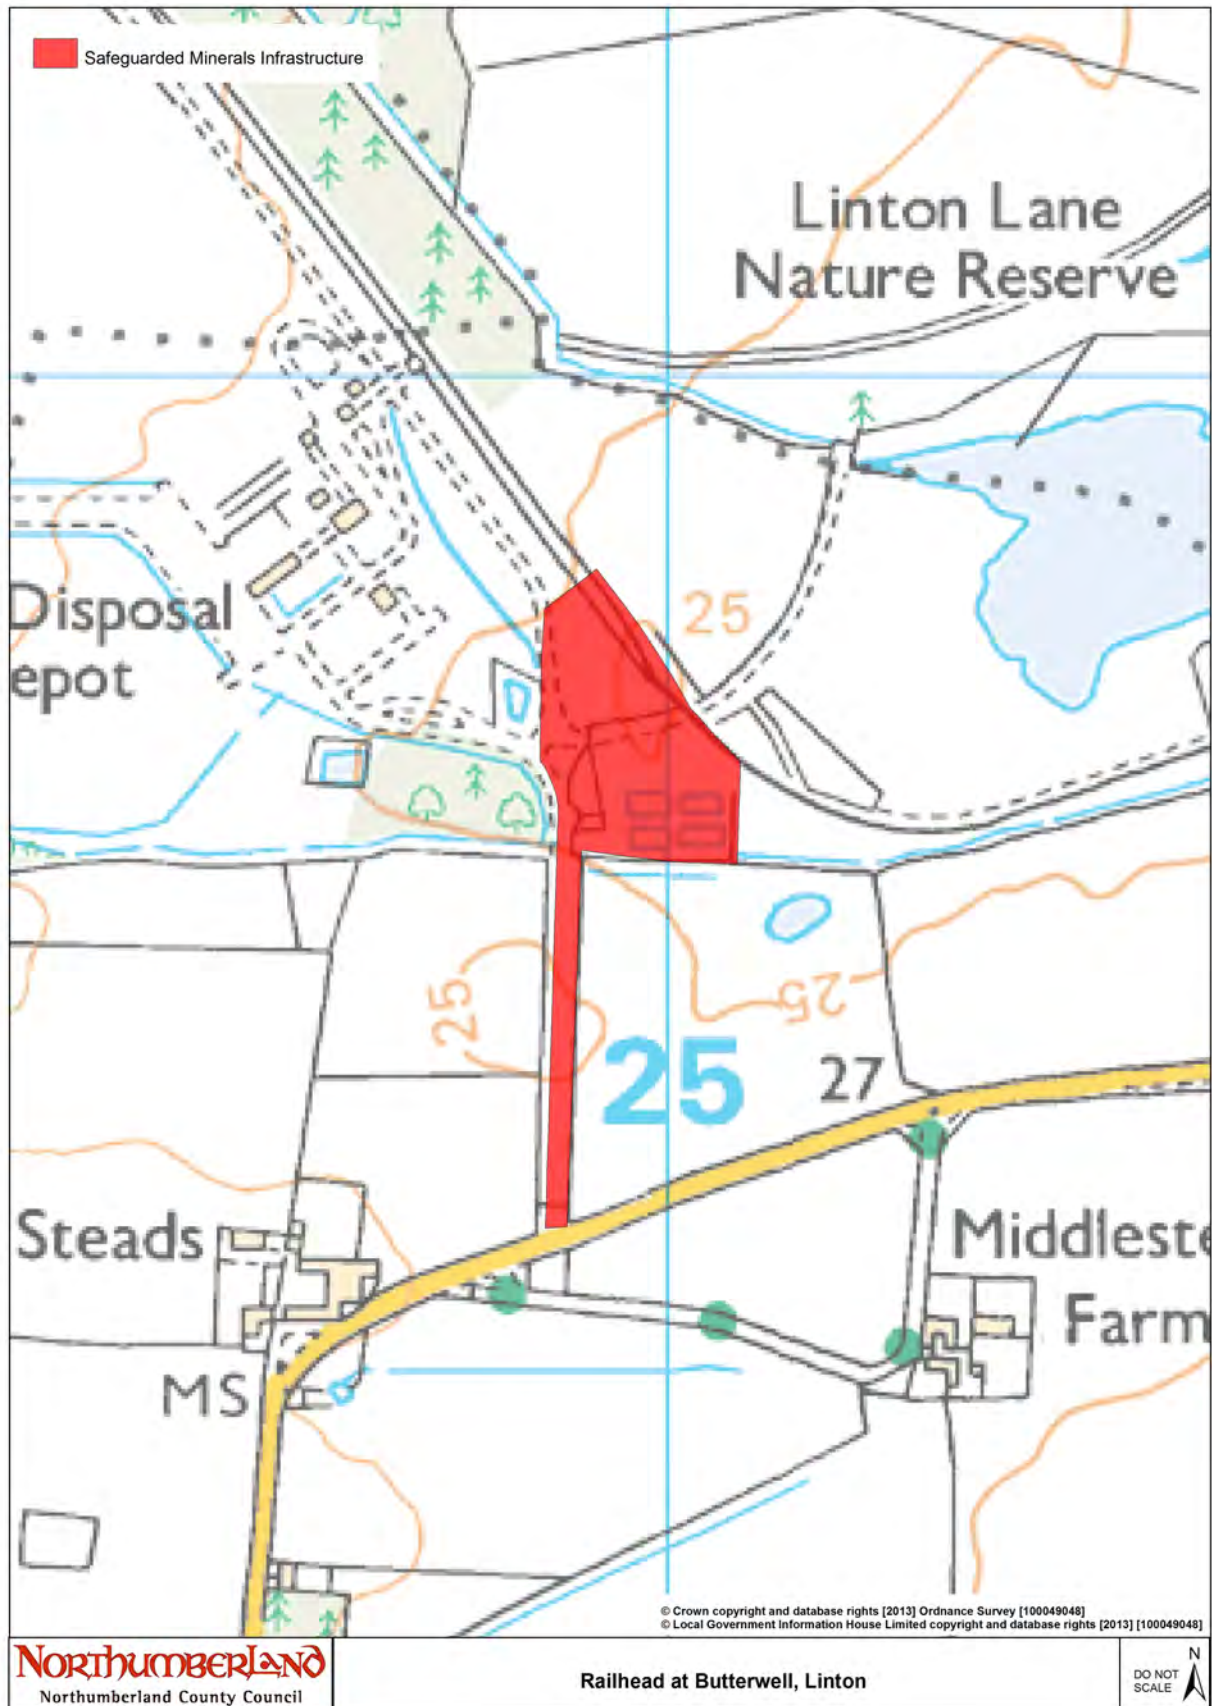 Safeguarded Minerals Infrastructure
Linton Lane
Nature Reserve
Disposal
epot
25
25
25
25
27
Steads
Middleste
Farm
MS
© Crown copyright and database rights [2013] Ordnance Survey [100049048]
© Local Government Information House Limited copyright and database rights [2013] [100049048]
NORThUMBERLAND
Northumberland County Council
Railhead at Butterwell, Linton
DO NOT
SCALE
N